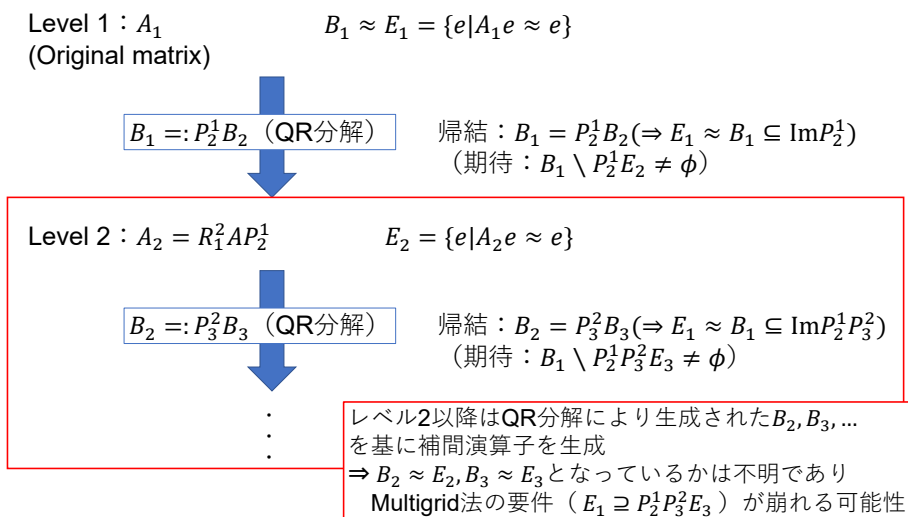 Level 1：𝐴₁ 𝐵₁ ≈ 𝐸₁ = {𝑒|𝐴₁𝑒 ≈ 𝑒}
(Original matrix)
𝐵₁ =: 𝑃₂¹𝐵₂（QR分解） 帰結：𝐵₁ = 𝑃₂¹𝐵₂(⇒ 𝐸₁ ≈ 𝐵₁ ⊆ Im𝑃₂¹)
（期待：𝐵₁ ∖ 𝑃₂¹𝐸₂ ≠ 𝜙）
Level 2：𝐴₂ = 𝑅₁²𝐴𝑃₂¹ 𝐸₂ = {𝑒|𝐴₂𝑒 ≈ 𝑒}
𝐵₂ =: 𝑃₃²𝐵₃（QR分解） 帰結：𝐵₂ = 𝑃₃²𝐵₃(⇒ 𝐸₁ ≈ 𝐵₁ ⊆ Im𝑃₂¹𝑃₃²)
（期待：𝐵₁ ∖ 𝑃₂¹𝑃₃²𝐸₃ ≠ 𝜙）
・
・
・
レベル2以降はQR分解により生成された𝐵₂, 𝐵₃, …
を基に補間演算子を生成
⇒ 𝐵₂ ≈ 𝐸₂, 𝐵₃ ≈ 𝐸₃となっているかは不明であり
Multigrid法の要件（ 𝐸₁ ⊇ 𝑃₂¹𝑃₃²𝐸₃ ）が崩れる可能性